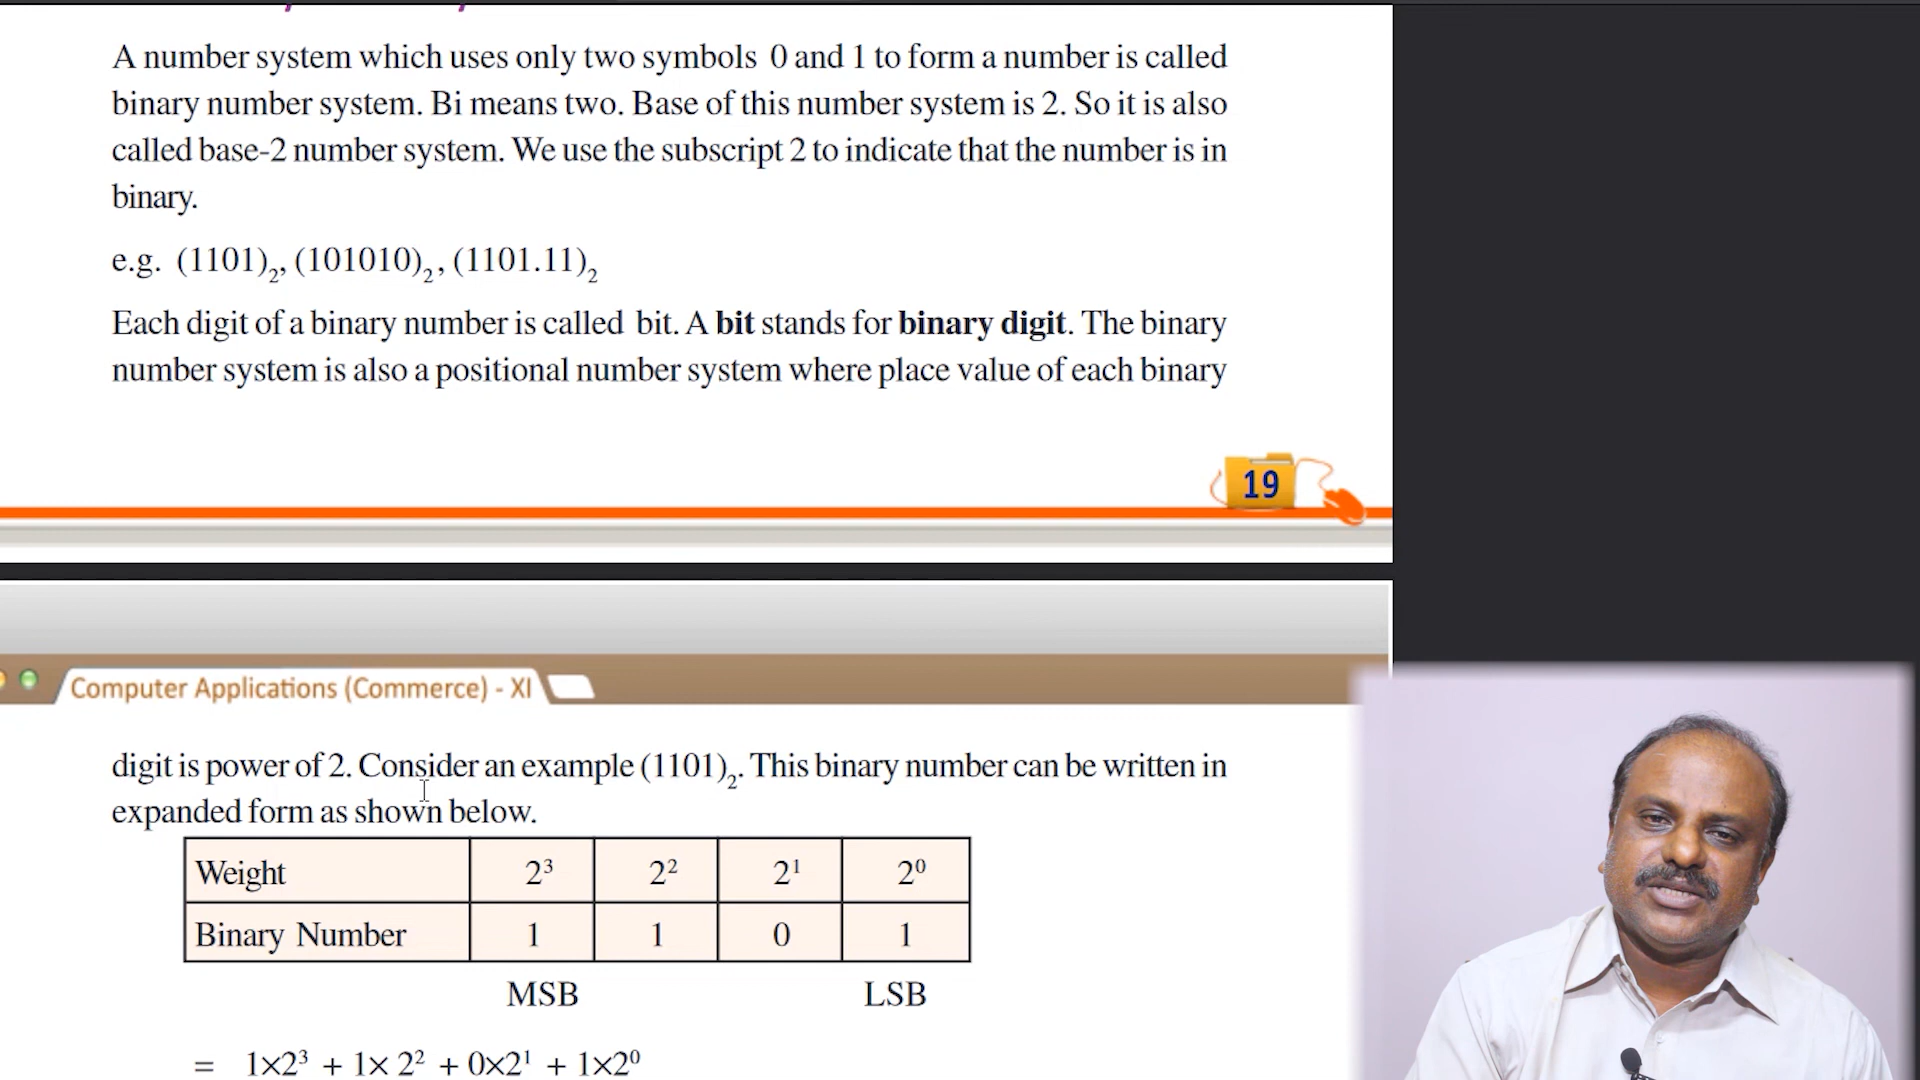 A number system which uses only two symbols 0 and 1 to form a number is called
binary number system. Bi means two. Base of this number system is 2. So it is also
called base-2 number system. We use the subscript 2 to indicate that the number is in
binary.
e.g. (1101)₂, (101010)₂, (1101.11)₂
Each digit of a binary number is called bit. A bit stands for binary digit. The binary
number system is also a positional number system where place value of each binary
19
Computer Applications (Commerce) - XI
digit is power of 2. Consider an example (1101)₂. This binary number can be written in
expanded form as shown below.
Weight 2³ 2² 2¹ 2⁰
Binary Number 1 1 0 1
MSB LSB
= 1×2³ + 1× 2² + 0×2¹ + 1×2⁰